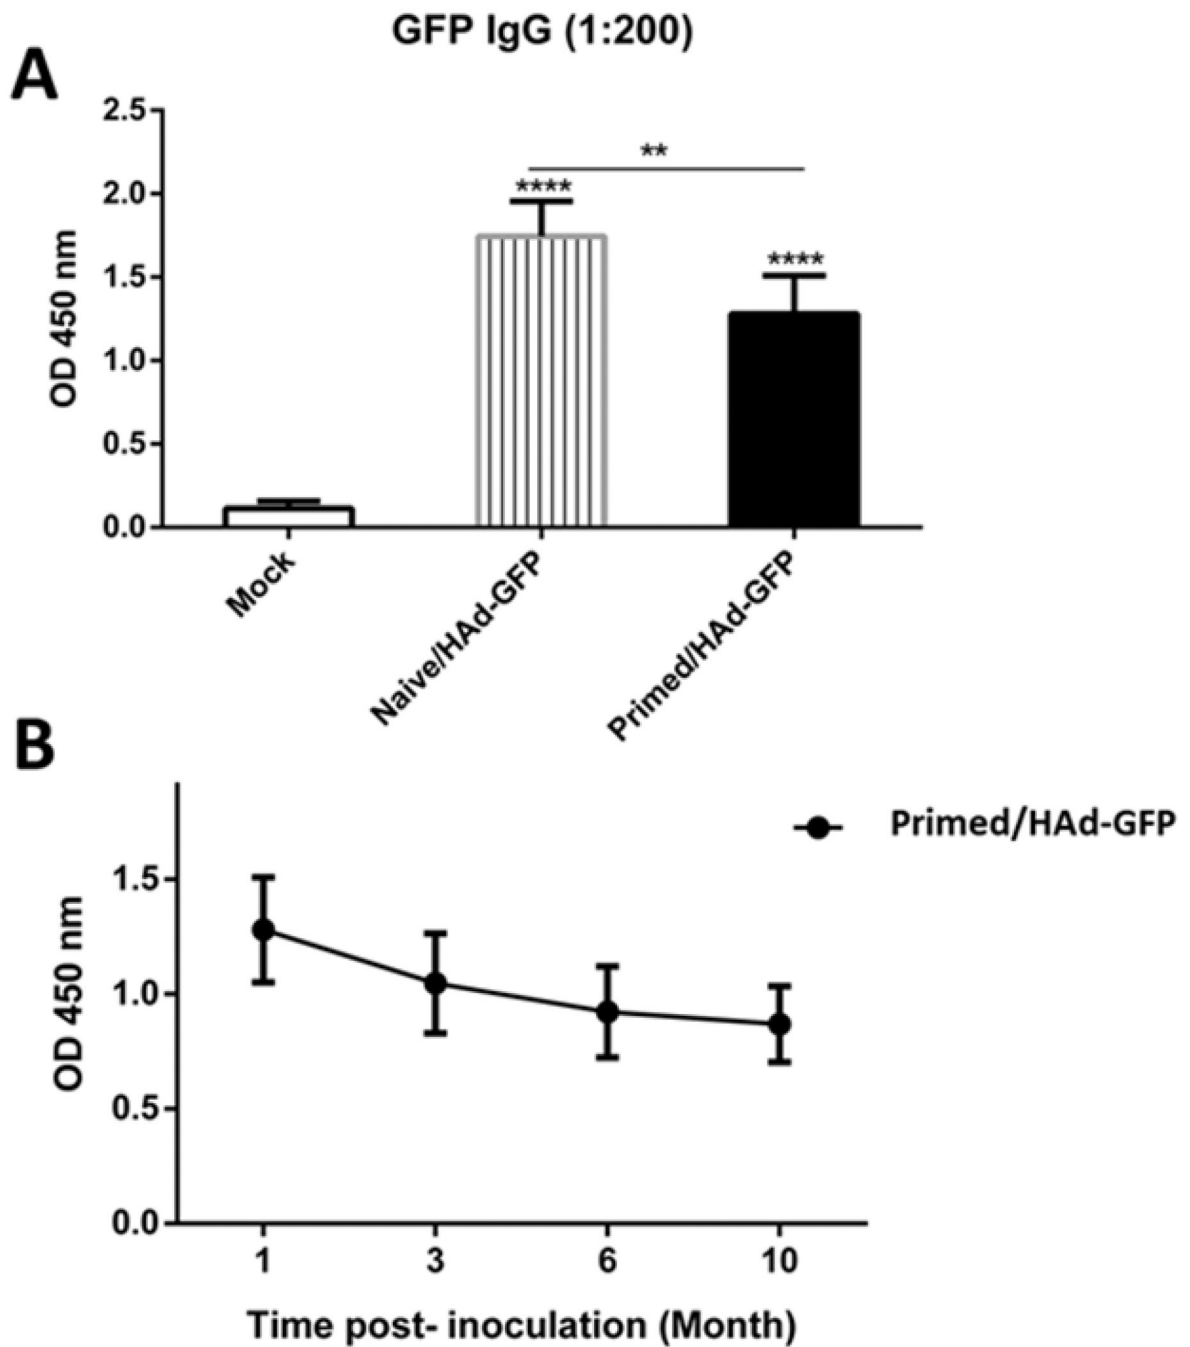 GFP IgG (1:200)
A
2.5
**
2.0
****
1.5
****
OD 450 nm
1.0
0.5
0.0
Mock
Naive/HAd-GFP
Primed/HAd-GFP
B
Primed/HAd-GFP
1.5
OD 450 nm
1.0
0.5
0.0
1 3 6 10
Time post- inoculation (Month)